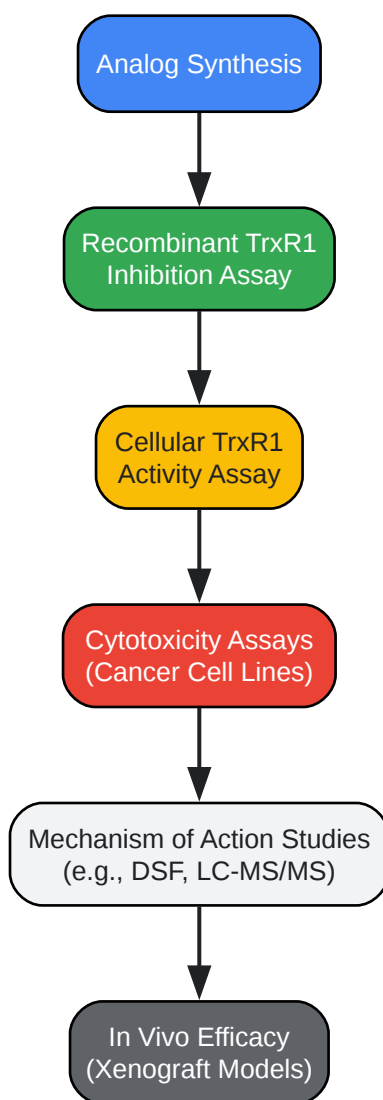 Analog Synthesis
Recombinant TrxR1
Inhibition Assay
Cellular TrxR1
Activity Assay
Cytotoxicity Assays
(Cancer Cell Lines)
Mechanism of Action Studies
(e.g., DSF, LC-MS/MS)
In Vivo Efficacy
(Xenograft Models)